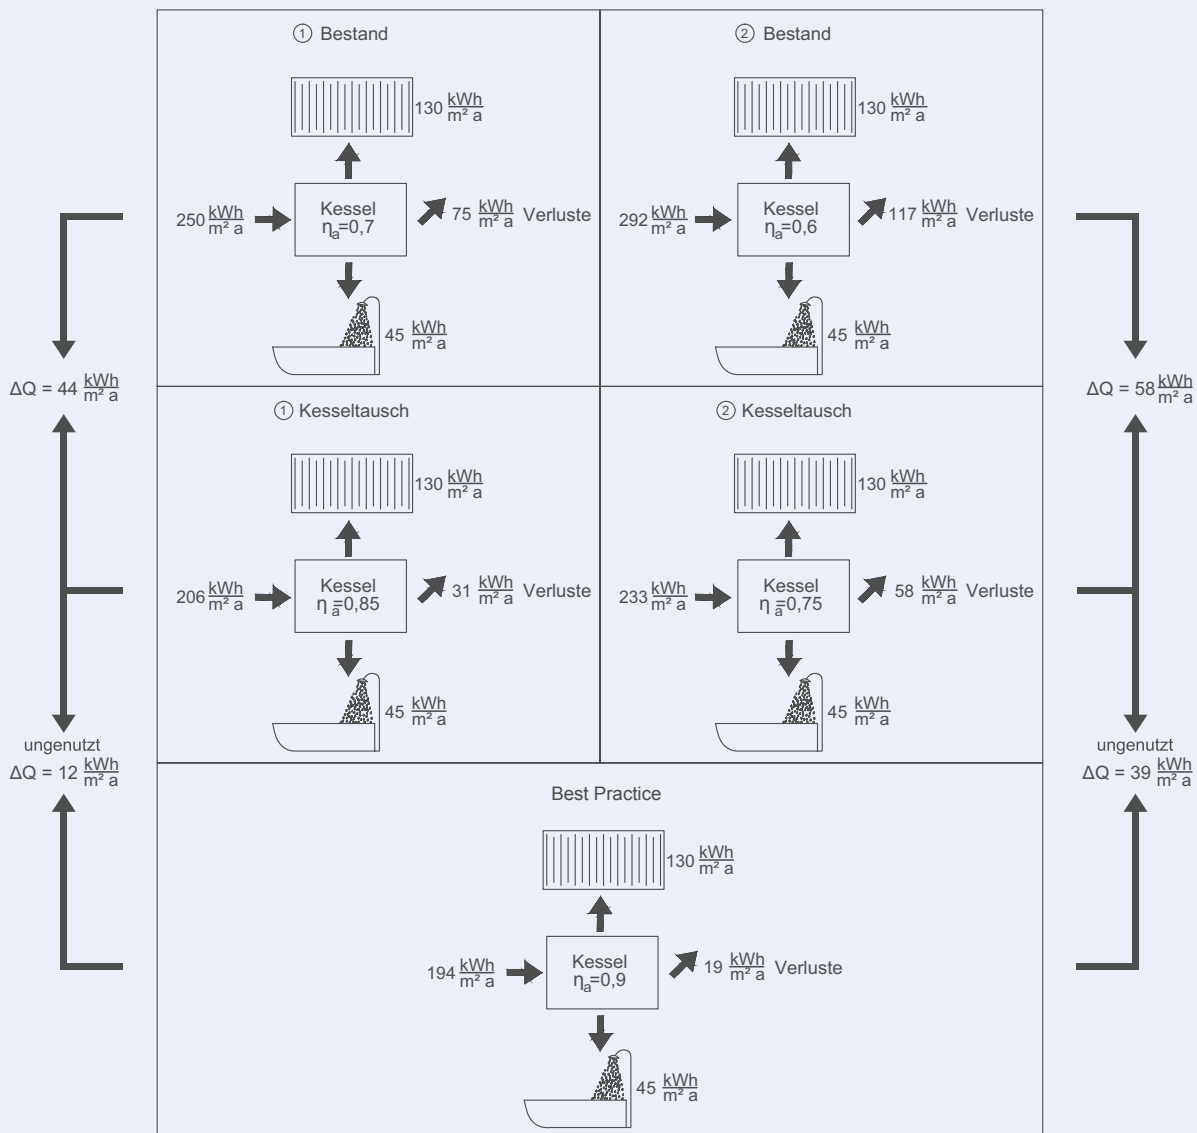 ① Bestand
130 kWh/m² a
250 kWh/m² a
Kessel
ηa=0,7
75 kWh/m² a Verluste
45 kWh/m² a
② Bestand
130 kWh/m² a
292 kWh/m² a
Kessel
ηa=0,6
117 kWh/m² a Verluste
45 kWh/m² a
ΔQ = 44 kWh/m² a
ΔQ = 58 kWh/m² a
① Kesseltausch
130 kWh/m² a
206 kWh/m² a
Kessel
ηa=0,85
31 kWh/m² a Verluste
45 kWh/m² a
② Kesseltausch
130 kWh/m² a
233 kWh/m² a
Kessel
ηa=0,75
58 kWh/m² a Verluste
45 kWh/m² a
ungenutzt
ΔQ = 12 kWh/m² a
ungenutzt
ΔQ = 39 kWh/m² a
Best Practice
130 kWh/m² a
194 kWh/m² a
Kessel
ηa=0,9
19 kWh/m² a Verluste
45 kWh/m² a